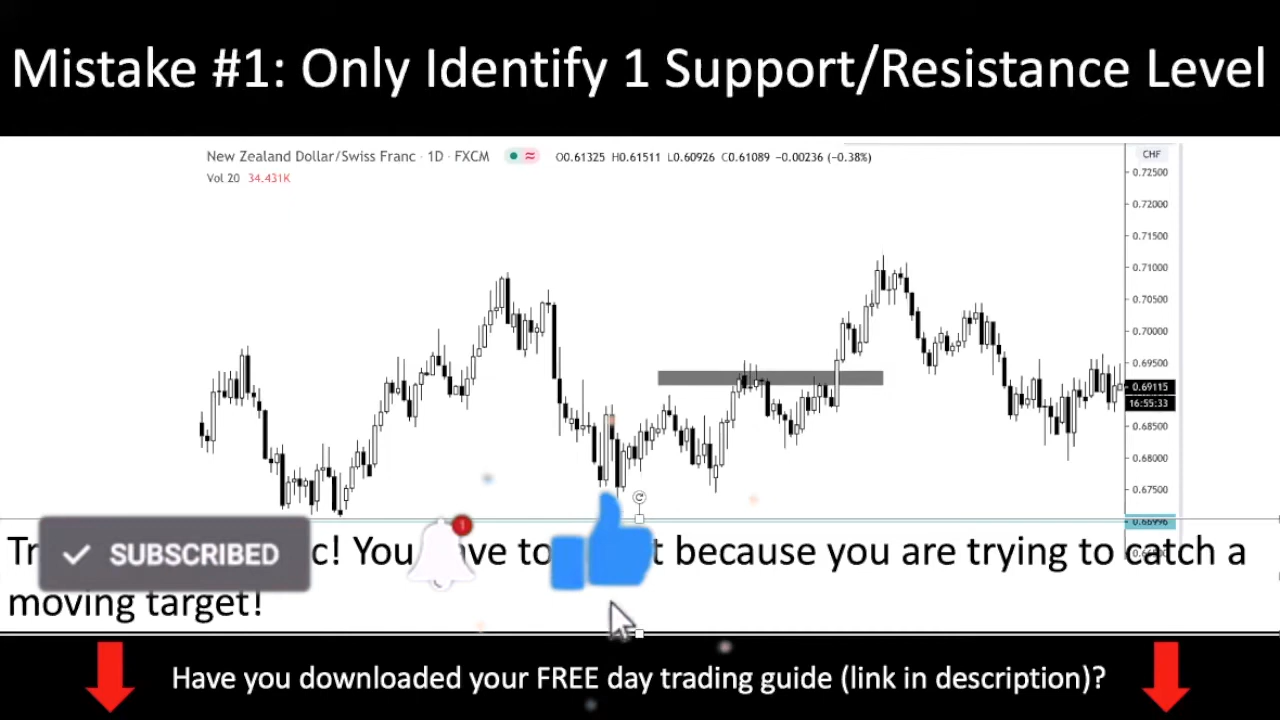 Mistake #1: Only Identify 1 Support/Resistance Level
New Zealand Dollar/Swiss Franc · 1D · FXCM O0.61325 H0.61511 L0.60926 C0.61089 −0.00236 (−0.38%)
Vol 20 34.431K
CHF
0.72500
0.72000
0.71500
0.71000
0.70500
0.70000
0.69500
0.69115
16:55:33
0.68500
0.68000
0.67500
0.66996
SUBSCRIBED
1
You to because you are trying to catch a
moving target!
Have you downloaded your FREE day trading guide (link in description)?